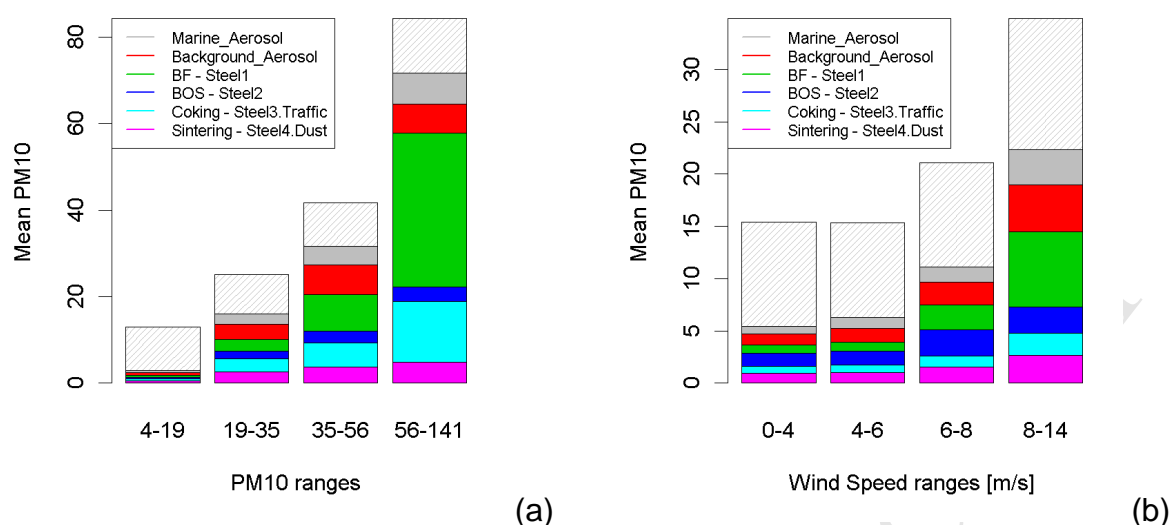 Mean PM10
80
60
40
20
0
Marine_Aerosol
Background_Aerosol
BF - Steel1
BOS - Steel2
Coking - Steel3.Traffic
Sintering - Steel4.Dust
4-19
19-35
35-56
56-141
PM10 ranges
(a)
Mean PM10
30
25
20
15
10
5
0
Marine_Aerosol
Background_Aerosol
BF - Steel1
BOS - Steel2
Coking - Steel3.Traffic
Sintering - Steel4.Dust
0-4
4-6
6-8
8-14
Wind Speed ranges [m/s]
(b)